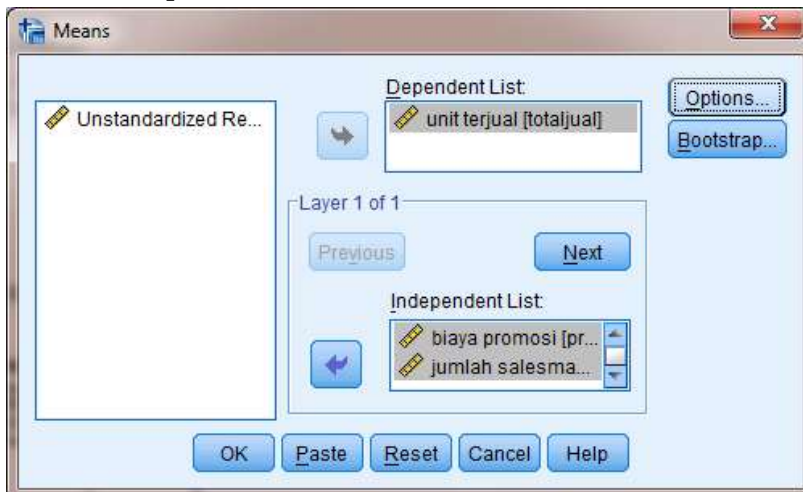 Means
Dependent List:
Unstandardized Re...
unit terjual [totaljual]
Options...
Bootstrap...
Layer 1 of 1
Previous
Next
Independent List:
biaya promosi [pr...
jumlah salesma...
OK
Paste
Reset
Cancel
Help